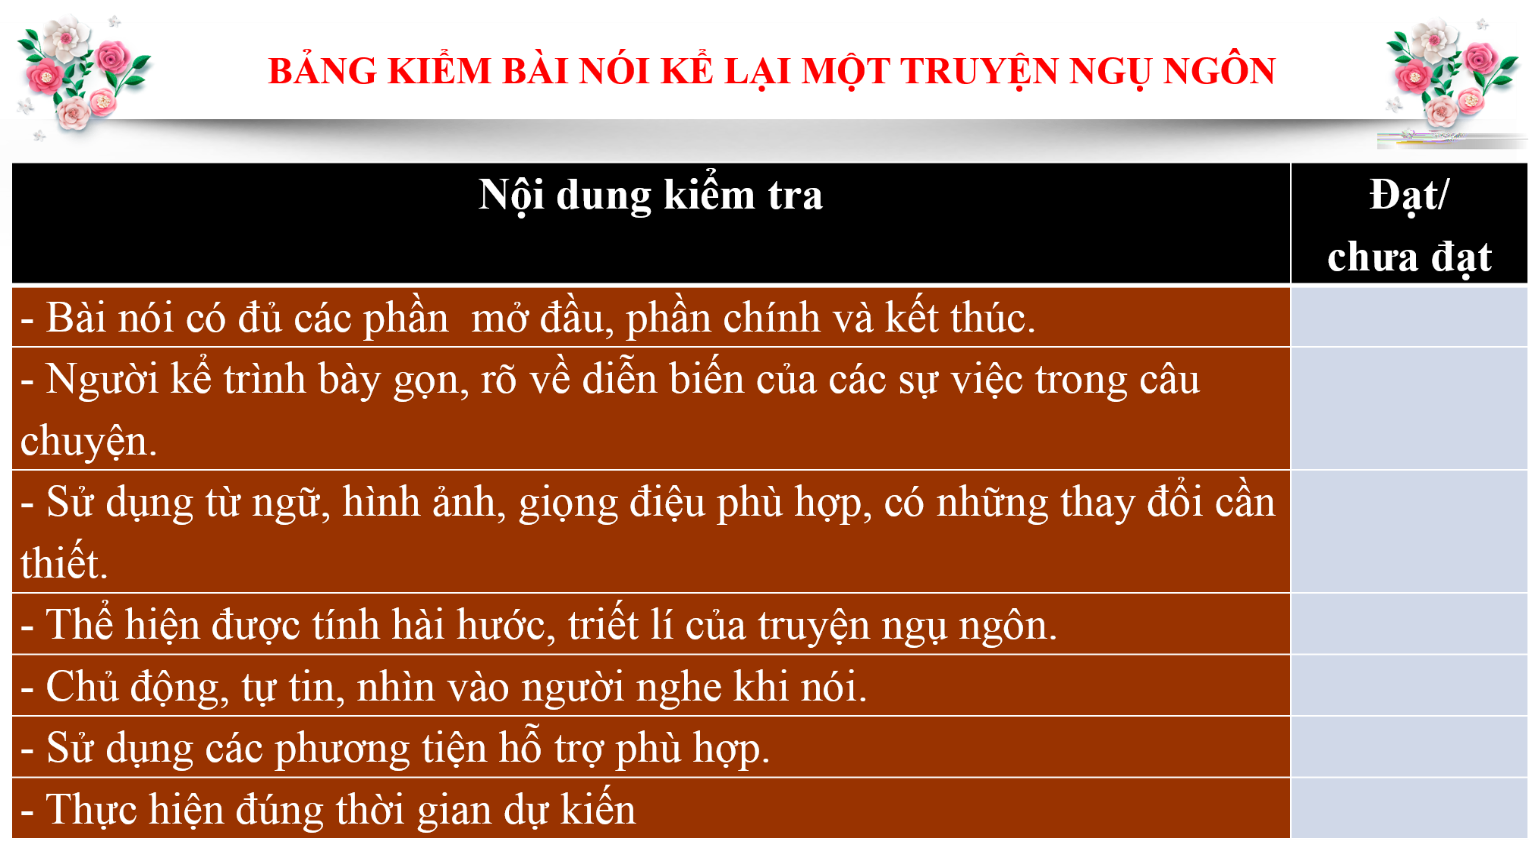 BẢNG KIỂM BÀI NÓI KỂ LẠI MỘT TRUYỆN NGỤ NGÔN
Nội dung kiểm tra
Đạt/
chưa đạt
- Bài nói có đủ các phần  mở đầu, phần chính và kết thúc.
- Người kể trình bày gọn, rõ về diễn biến của các sự việc trong câu
chuyện.
- Sử dụng từ ngữ, hình ảnh, giọng điệu phù hợp, có những thay đổi cần
thiết.
- Thể hiện được tính hài hước, triết lí của truyện ngụ ngôn.
- Chủ động, tự tin, nhìn vào người nghe khi nói.
- Sử dụng các phương tiện hỗ trợ phù hợp.
- Thực hiện đúng thời gian dự kiến